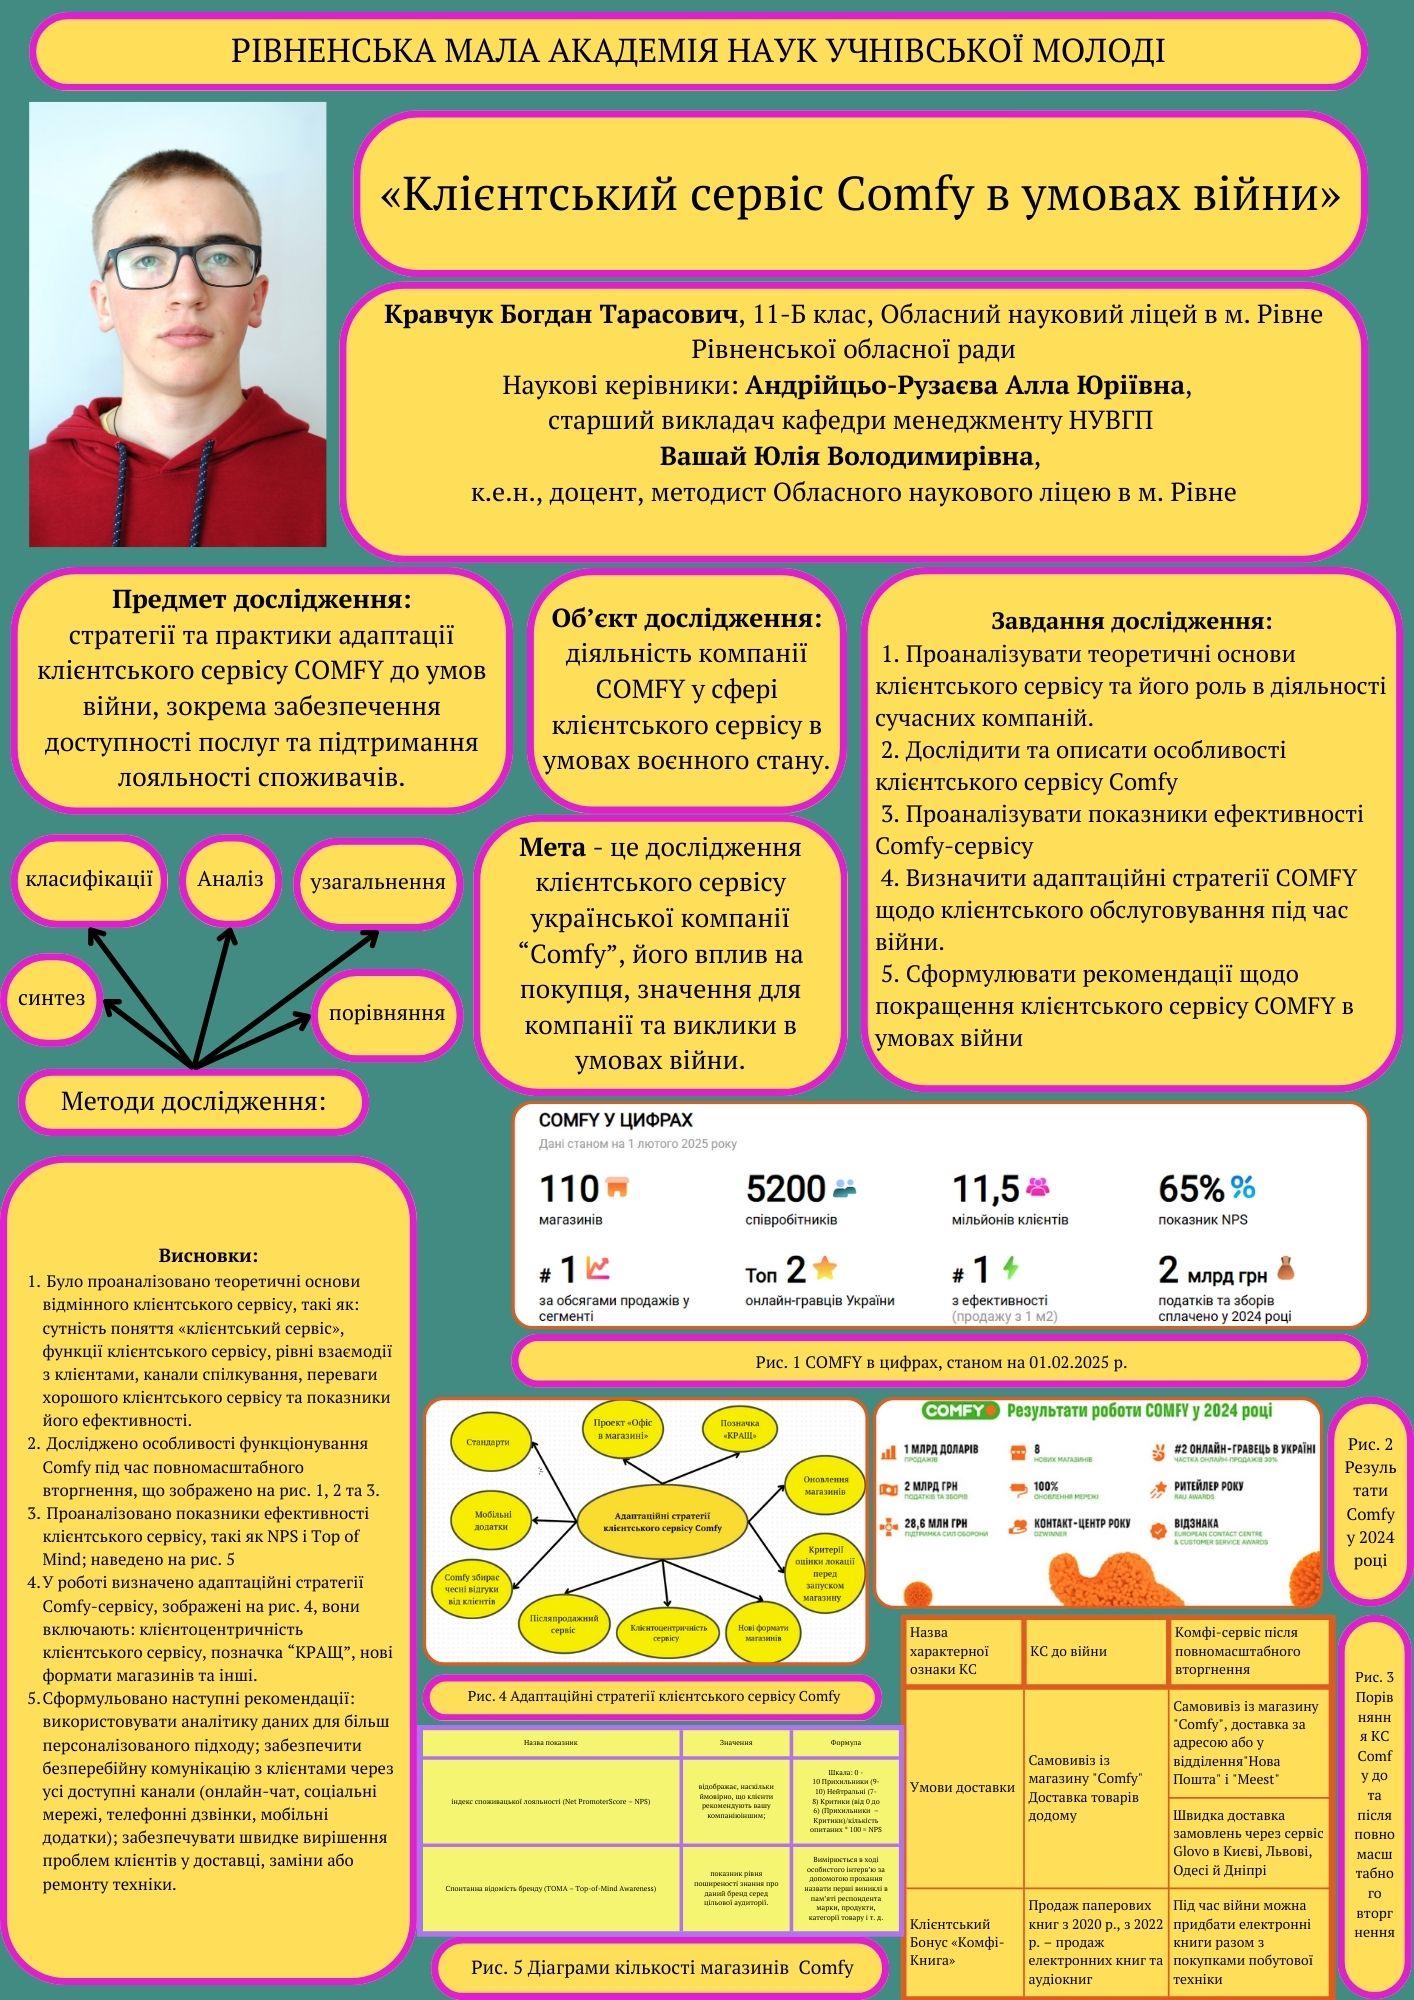 РІВНЕНСЬКА МАЛА АКАДЕМІЯ НАУК УЧНІВСЬКОЇ МОЛОДІ
«Клієнтський сервіс Comfy в умовах війни»
Кравчук Богдан Тарасович, 11-Б клас, Обласний науковий ліцей в м. Рівне
Рівненської обласної ради
Наукові керівники: Андрійцьо-Рузаєва Алла Юріївна,
старший викладач кафедри менеджменту НУВГП
Вашай Юлія Володимирівна,
к.е.н., доцент, методист Обласного наукового ліцею в м. Рівне
Предмет дослідження:
стратегії та практики адаптації
клієнтського сервісу COMFY до умов
війни, зокрема забезпечення
доступності послуг та підтримання
лояльності споживачів.
Об’єкт дослідження:
діяльність компанії
COMFY у сфері
клієнтського сервісу в
умовах воєнного стану.
Завдання дослідження:
1. Проаналізувати теоретичні основи
клієнтського сервісу та його роль в діяльності
сучасних компаній.
2. Дослідити та описати особливості
клієнтського сервісу Comfy
3. Проаналізувати показники ефективності
Comfy-сервісу
4. Визначити адаптаційні стратегії COMFY
щодо клієнтського обслуговування під час
війни.
5. Сформулювати рекомендації щодо
покращення клієнтського сервісу COMFY в
умовах війни
класифікації
Аналіз
узагальнення
синтез
порівняння
Методи дослідження:
Мета - це дослідження
клієнтського сервісу
української компанії
“Comfy”, його вплив на
покупця, значення для
компанії та виклики в
умовах війни.
COMFY У ЦИФРАХ
Дані станом на 1 лютого 2025 року
110
магазинів
5200
співробітників
11,5
мільйонів клієнтів
65%
показник NPS
# 1
за обсягами продажів у
сегменті
Топ 2
онлайн-гравців України
# 1
з ефективності
(продажу з 1 м2)
2 млрд грн
податків та зборів
сплачено у 2024 році
Рис. 1 COMFY в цифрах, станом на 01.02.2025 р.
Висновки:
1. Було проаналізовано теоретичні основи
відмінного клієнтського сервісу, такі як:
сутність поняття «клієнтський сервіс»,
функції клієнтського сервісу, рівні взаємодії
з клієнтами, канали спілкування, переваги
хорошого клієнтського сервісу та показники
його ефективності.
2. Досліджено особливості функціонування
Comfy під час повномасштабного
вторгнення, що зображено на рис. 1, 2 та 3.
3. Проаналізовано показники ефективності
клієнтського сервісу, такі як NPS і Top of
Mind; наведено на рис. 5
4. У роботі визначено адаптаційні стратегії
Comfy-сервісу, зображені на рис. 4, вони
включають: клієнтоцентричність
клієнтського сервісу, позначка “КРАЩ”, нові
формати магазинів та інші.
5. Сформульовано наступні рекомендації:
використовувати аналітику даних для більш
персоналізованого підходу; забезпечити
безперебійну комунікацію з клієнтами через
усі доступні канали (онлайн-чат, соціальні
мережі, телефонні дзвінки, мобільні
додатки); забезпечувати швидке вирішення
проблем клієнтів у доставці, заміни або
ремонту техніки.
Стандарти
Проект «Офіс
в магазині»
Позначка
«КРАЩ»
Оновлення
магазинів
Мобільні
додатки
Адаптаційні стратегії
клієнтського сервісу Comfy
Критерії
оцінки локації
перед
запуском
магазину
Comfy збирає
чесні відгуки
від клієнтів
Післяпродажний
сервіс
Клієнтоцентричність
сервісу
Нові формати
магазинів
Рис. 4 Адаптаційні стратегії клієнтського сервісу Comfy
COMFY Результати роботи COMFY у 2024 році
1 МЛРД ДОЛАРІВ
ПРОДАЖІВ
8
НОВИХ МАГАЗИНІВ
#2 ОНЛАЙН-ГРАВЕЦЬ В УКРАЇНІ
ЧАСТКА ОНЛАЙН-ПРОДАЖІВ 30%
2 МЛРД ГРН
ПОДАТКІВ ТА ЗБОРІВ
100%
ОНОВЛЕННЯ МЕРЕЖІ
РИТЕЙЛЕР РОКУ
RAU AWARDS
28,6 МЛН ГРН
ПІДТРИМКА СИЛ ОБОРОНИ
КОНТАКТ-ЦЕНТР РОКУ
DZWINNER
ВІДЗНАКА
EUROPEAN CONTACT CENTRE
& CUSTOMER SERVICE AWARDS
Рис. 2
Резуль
тати
Comfy
у 2024
році
Назва показник
Значення
Формула
індекс споживацької лояльності (Net PromoterScore – NPS)
відображає, наскільки
ймовірно, що клієнти
рекомендують вашу
компаніюіншим;
Шкала: 0 -
10 Прихильники (9-
10) Нейтральні (7-
8) Критики (від 0 до
6) (Прихильники –
Критики)/кількість
опитаних * 100 = NPS
Спонтанна відомість бренду (TOMA – Top-of-Mind Awareness)
показник рівня
поширеності знання про
даний бренд серед
цільової аудиторії.
Вимірюється в ході
особистого інтерв’ю за
допомогою прохання
назвати перші виниклі в
пам’яті респондента
марки, продукти,
категорії товару і т. д.
Рис. 5 Діаграми кількості магазинів Comfy
Назва
характерної
ознаки КС
КС до війни
Комфі-сервіс після
повномасштабного
вторгнення
Умови доставки
Самовивіз із
магазину "Comfy"
Доставка товарів
додому
Самовивіз із магазину
"Comfy", доставка за
адресою або у
відділення"Нова
Пошта" і "Meest"
Швидка доставка
замовлень через сервіс
Glovo в Києві, Львові,
Одесі й Дніпрі
Клієнтський
Бонус «Комфі-
Книга»
Продаж паперових
книг з 2020 р., з 2022
р. – продаж
електронних книг та
аудіокниг
Під час війни можна
придбати електронні
книги разом з
покупками побутової
техніки
Рис. 3
Порів
нянн
я КС
Comf
y до
та
після
повно
масш
табно
го
вторг
нення